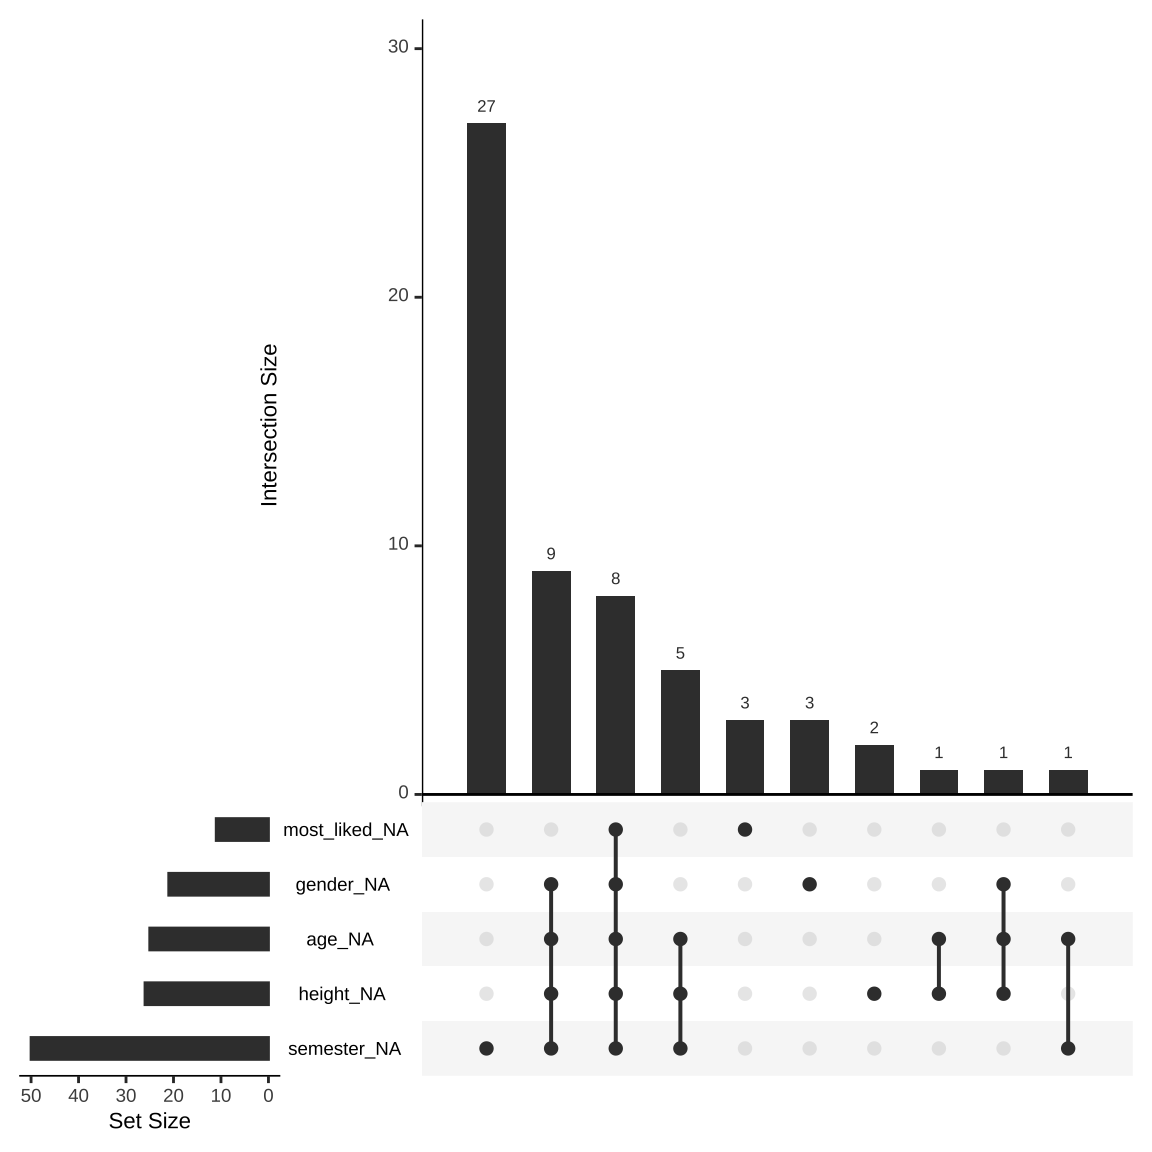 30
27
20
Intersection Size
10
9
8
5
3
3
2
1
1
1
0
most_liked_NA
gender_NA
age_NA
height_NA
semester_NA
50 40 30 20 10 0
Set Size